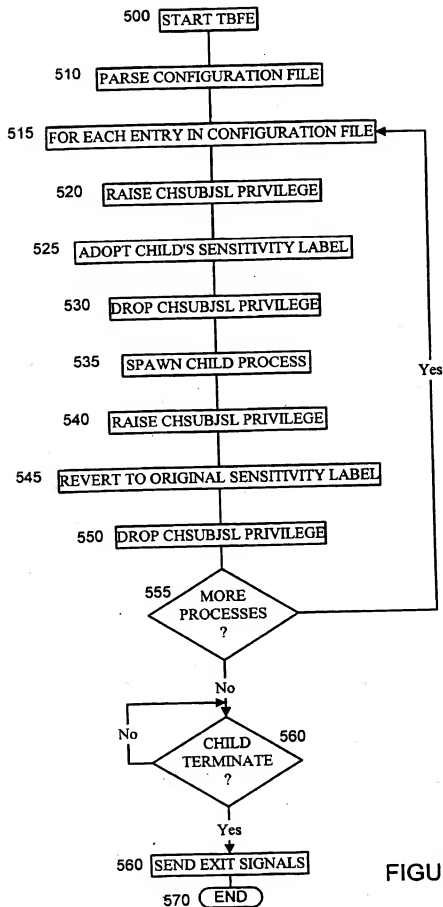 500 START TBFE
510 PARSE CONFIGURATION FILE
515 FOR EACH ENTRY IN CONFIGURATION FILE
520 RAISE CHSUBJSL PRIVILEGE
525 ADOPT CHILD'S SENSITIVITY LABEL
530 DROP CHSUBJSL PRIVILEGE
535 SPAWN CHILD PROCESS
Yes
540 RAISE CHSUBJSL PRIVILEGE
545 REVERT TO ORIGINAL SENSITIVITY LABEL
550 DROP CHSUBJSL PRIVILEGE
555 MORE
PROCESSES
?
No
No
CHILD 560
TERMINATE
?
Yes
560 SEND EXIT SIGNALS
570 END
FIGU